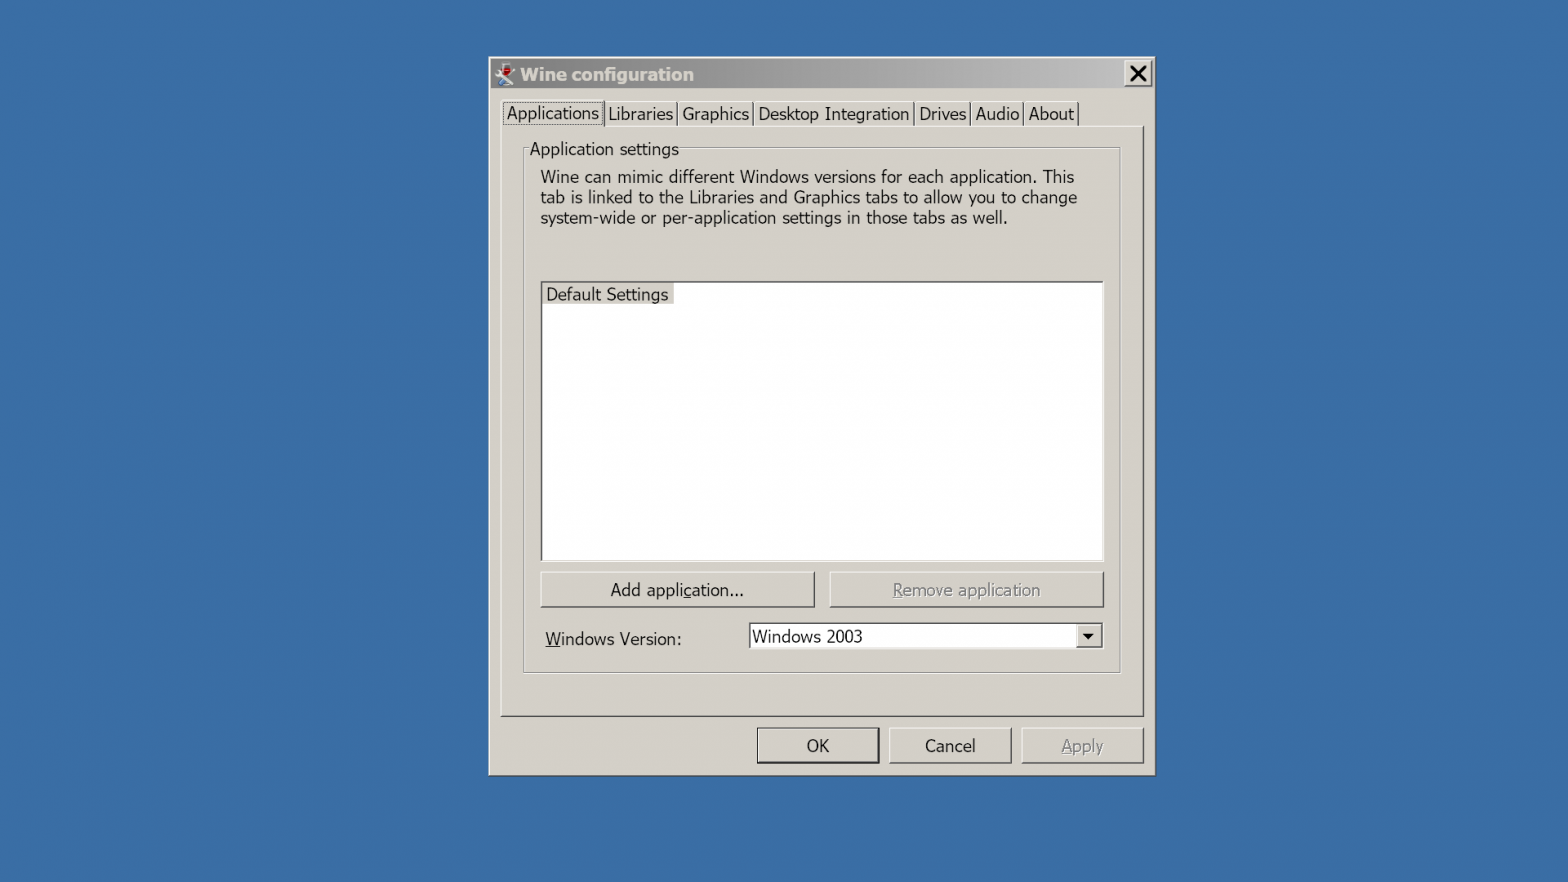 Wine configuration
Applications Libraries Graphics Desktop Integration Drives Audio About
Application settings
Wine can mimic different Windows versions for each application. This
tab is linked to the Libraries and Graphics tabs to allow you to change
system-wide or per-application settings in those tabs as well.
Default Settings
Add application... Remove application
Windows Version: Windows 2003
OK Cancel Apply